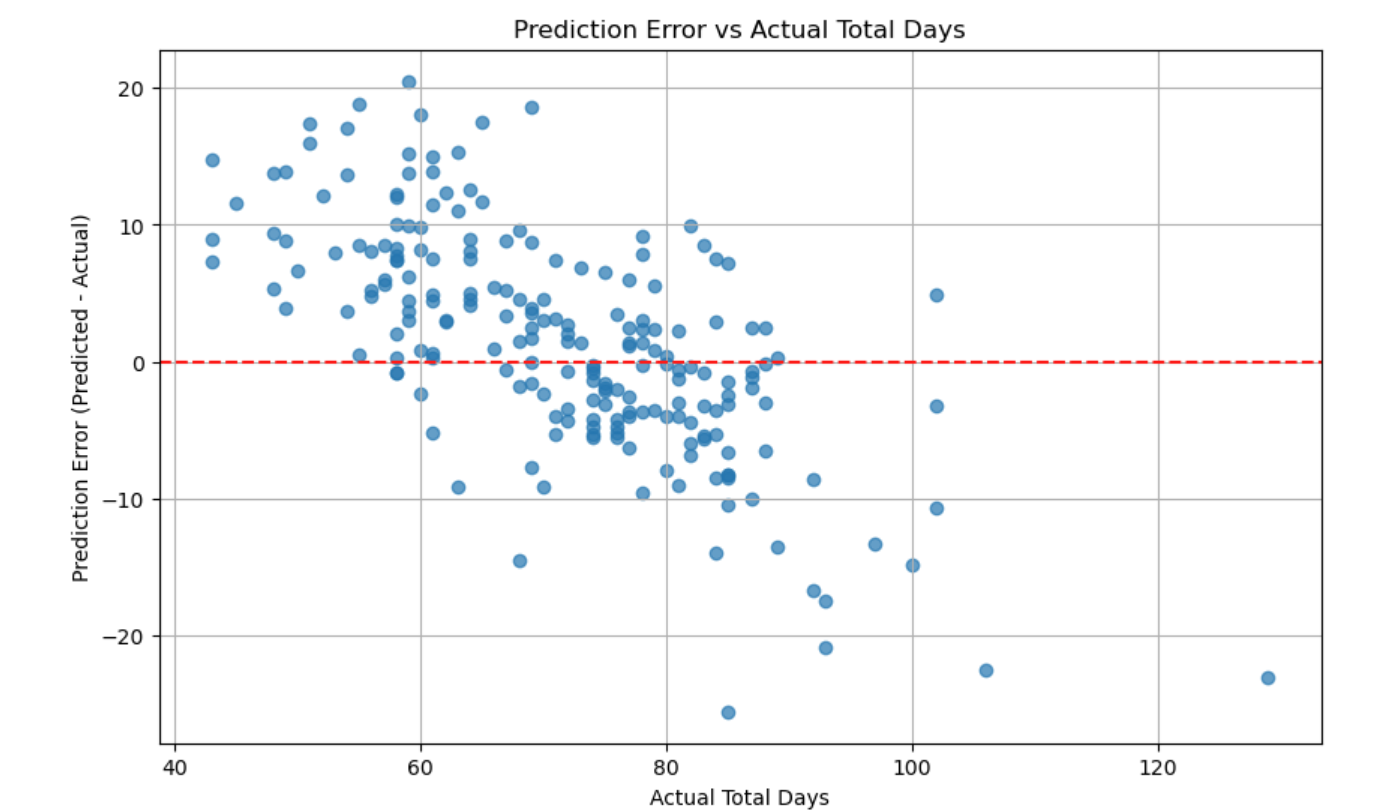 Prediction Error vs Actual Total Days
20
10
0
−10
−20
Prediction Error (Predicted - Actual)
40 60 80 100 120
Actual Total Days